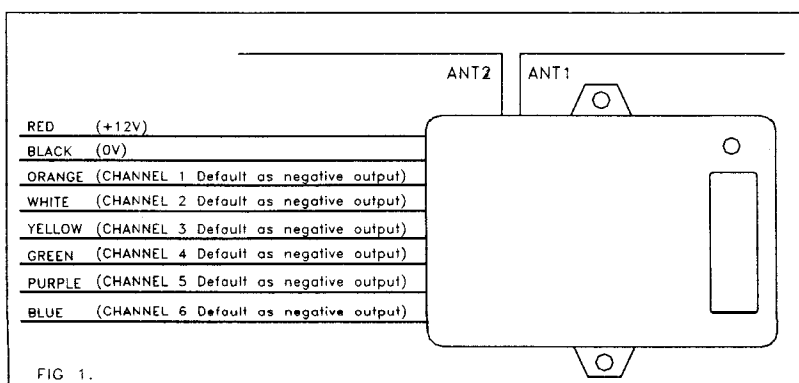 ANT2 ANT1
RED (+12V)
BLACK (0V)
ORANGE (CHANNEL 1 Default as negative output)
WHITE (CHANNEL 2 Default as negative output)
YELLOW (CHANNEL 3 Default as negative output)
GREEN (CHANNEL 4 Default as negative output)
PURPLE (CHANNEL 5 Default as negative output)
BLUE (CHANNEL 6 Default as negative output)
FIG 1.